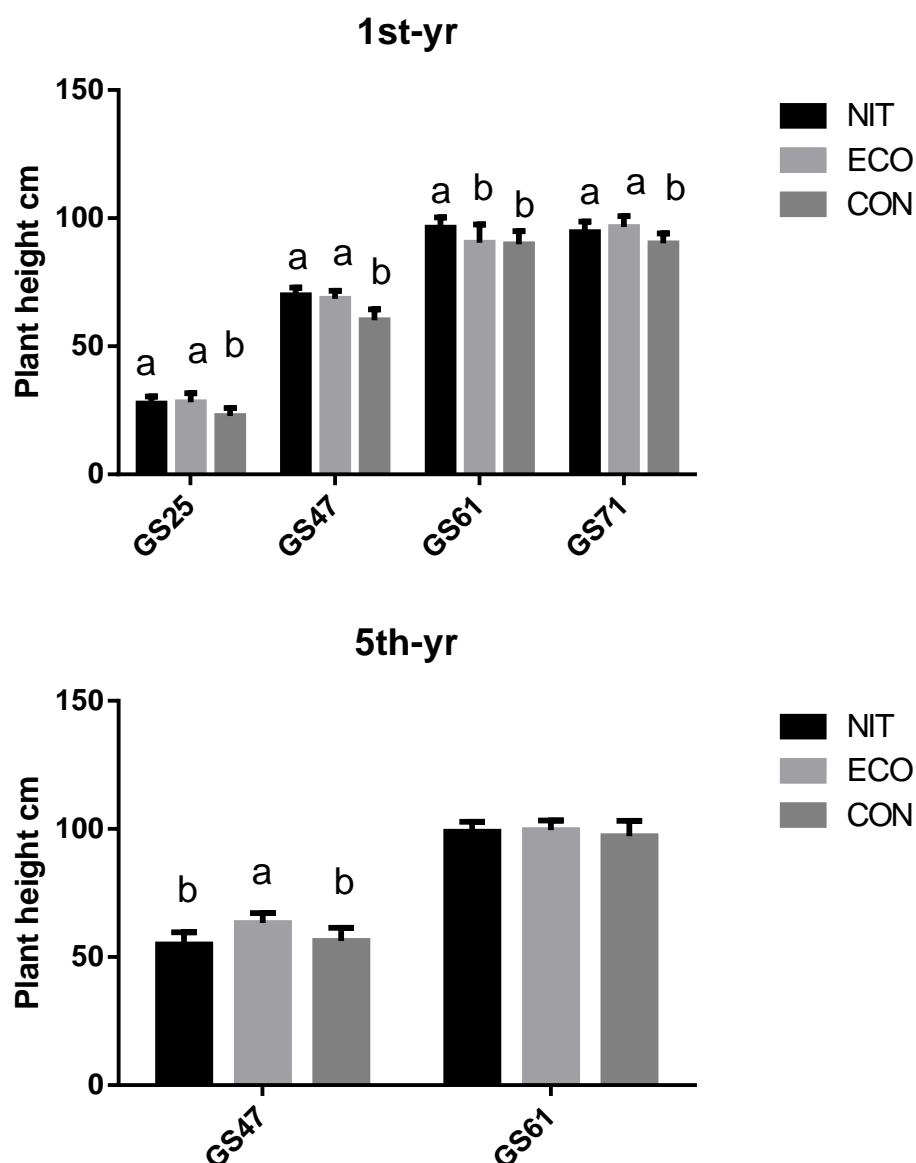 1st-yr
150
100
50
0
Plant height cm
a a b
a a b
a b b
a a b
GS25 GS47 GS61 GS71
NIT
ECO
CON
5th-yr
150
100
50
0
Plant height cm
b a b
GS47 GS61
NIT
ECO
CON